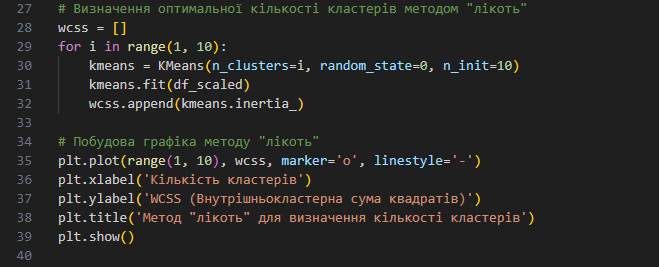 27 # Визначення оптимальної кількості кластерів методом "лікоть"
28 wcss = []
29 for i in range(1, 10):
30     kmeans = KMeans(n_clusters=i, random_state=0, n_init=10)
31     kmeans.fit(df_scaled)
32     wcss.append(kmeans.inertia_)
33
34 # Побудова графіка методу "лікоть"
35 plt.plot(range(1, 10), wcss, marker='o', linestyle='-')
36 plt.xlabel('Кількість кластерів')
37 plt.ylabel('WCSS (Внутрішньокластерна сума квадратів)')
38 plt.title('Метод "лікоть" для визначення кількості кластерів')
39 plt.show()
40